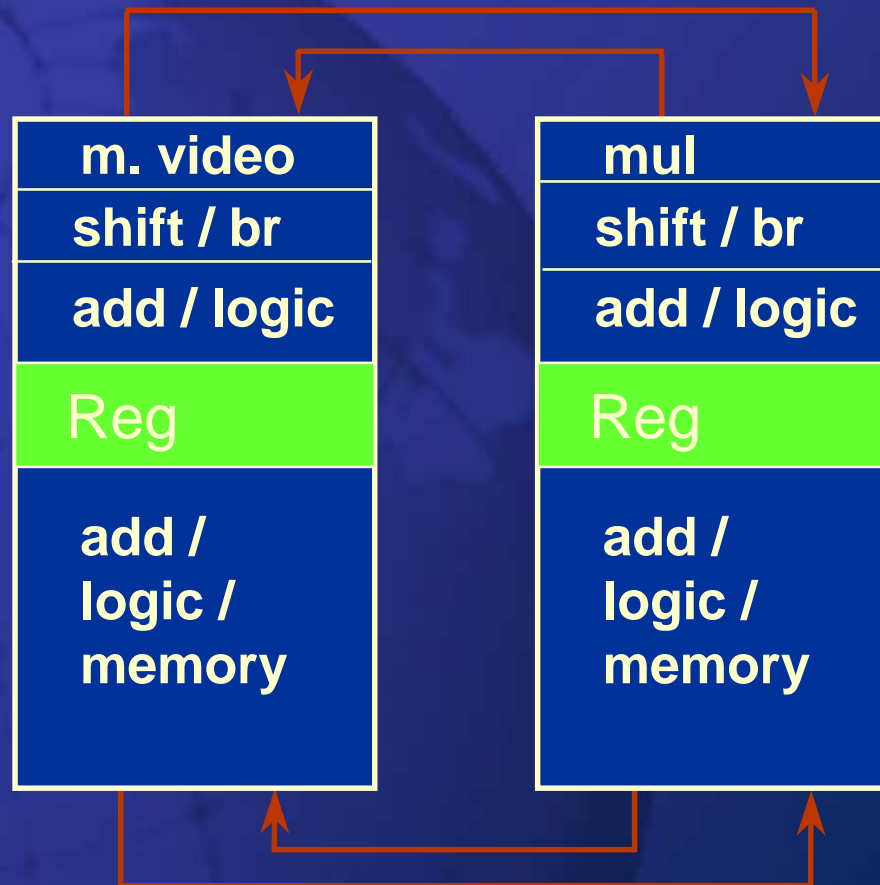 m. video
shift / br
add / logic
Reg
add /
logic /
memory
mul
shift / br
add / logic
Reg
add /
logic /
memory